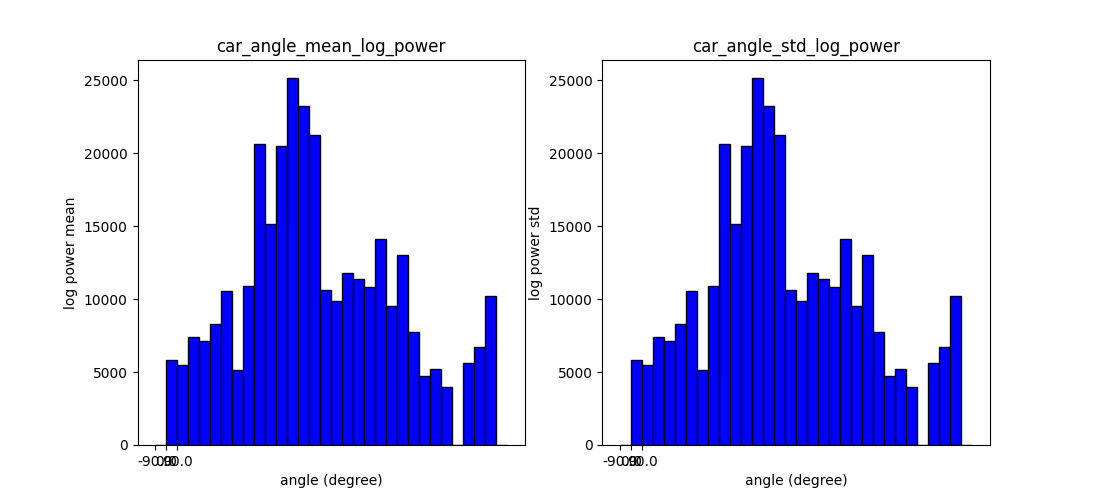 car_angle_mean_log_power
log power mean
25000
20000
15000
10000
5000
0
angle (degree)
car_angle_std_log_power
log power std
25000
20000
15000
10000
5000
0
angle (degree)